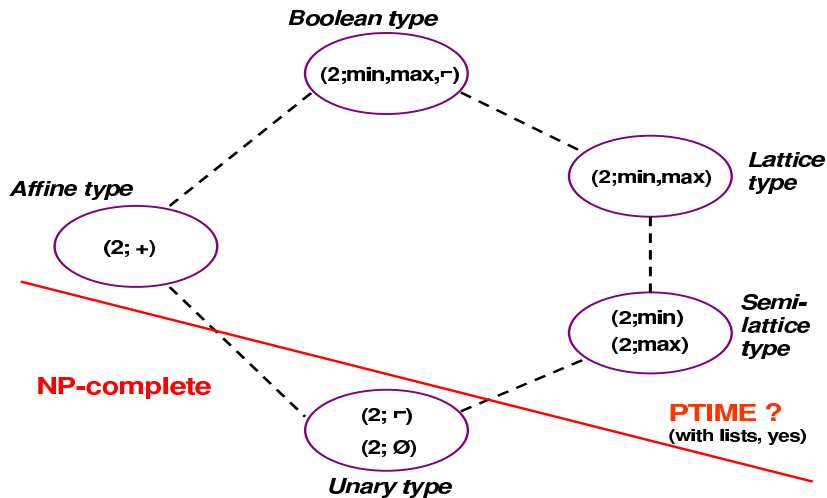 Boolean type
(2;min,max,⌐)
Lattice
type
(2;min,max)
Affine type
(2; +)
Semi-
lattice
type
(2;min)
(2;max)
NP-complete
PTIME ?
(with lists, yes)
(2; ⌐)
(2; Ø)
Unary type